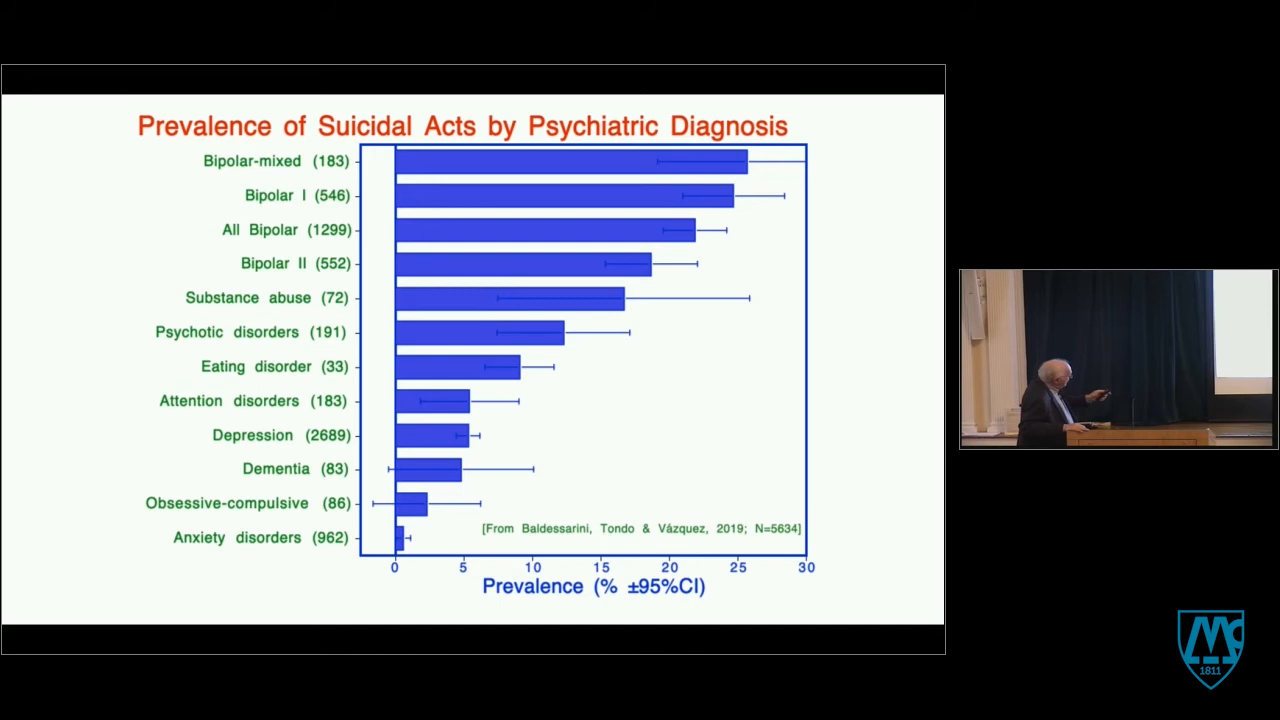 Prevalence of Suicidal Acts by Psychiatric Diagnosis
Bipolar-mixed (183)
Bipolar I (546)
All Bipolar (1299)
Bipolar II (552)
Substance abuse (72)
Psychotic disorders (191)
Eating disorder (33)
Attention disorders (183)
Depression (2689)
Dementia (83)
Obsessive-compulsive (86)
Anxiety disorders (962)
[From Baldessarini, Tondo & Vázquez, 2019; N=5634]
0 5 10 15 20 25 30
Prevalence (% ±95%CI)
Mc
1811